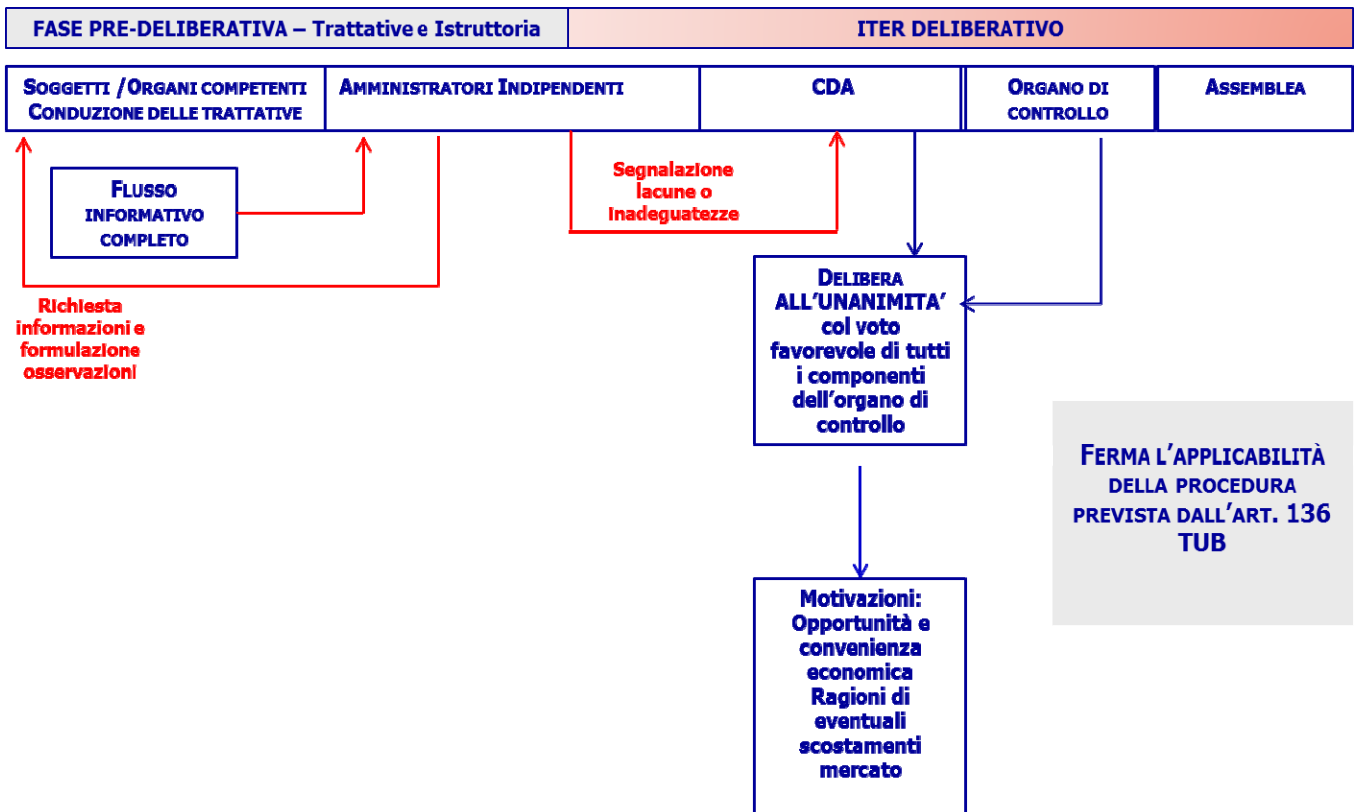 FASE PRE-DELIBERATIVA – Trattative e Istruttoria
ITER DELIBERATIVO
SOGGETTI /ORGANI COMPETENTI
CONDUZIONE DELLE TRATTATIVE
AMMINISTRATORI INDIPENDENTI
CDA
ORGANO DI
CONTROLLO
ASSEMBLEA
FLUSSO
INFORMATIVO
COMPLETO
Segnalazione
lacune o
inadeguatezze
Richiesta
informazioni e
formulazione
osservazioni
DELIBERA
ALL'UNANIMITA'
col voto
favorevole di tutti
i componenti
dell'organo di
controllo
FERMA L'APPLICABILITÀ
DELLA PROCEDURA
PREVISTA DALL'ART. 136
TUB
Motivazioni:
Opportunità e
convenienza
economica
Ragioni di
eventuali
scostamenti
mercato